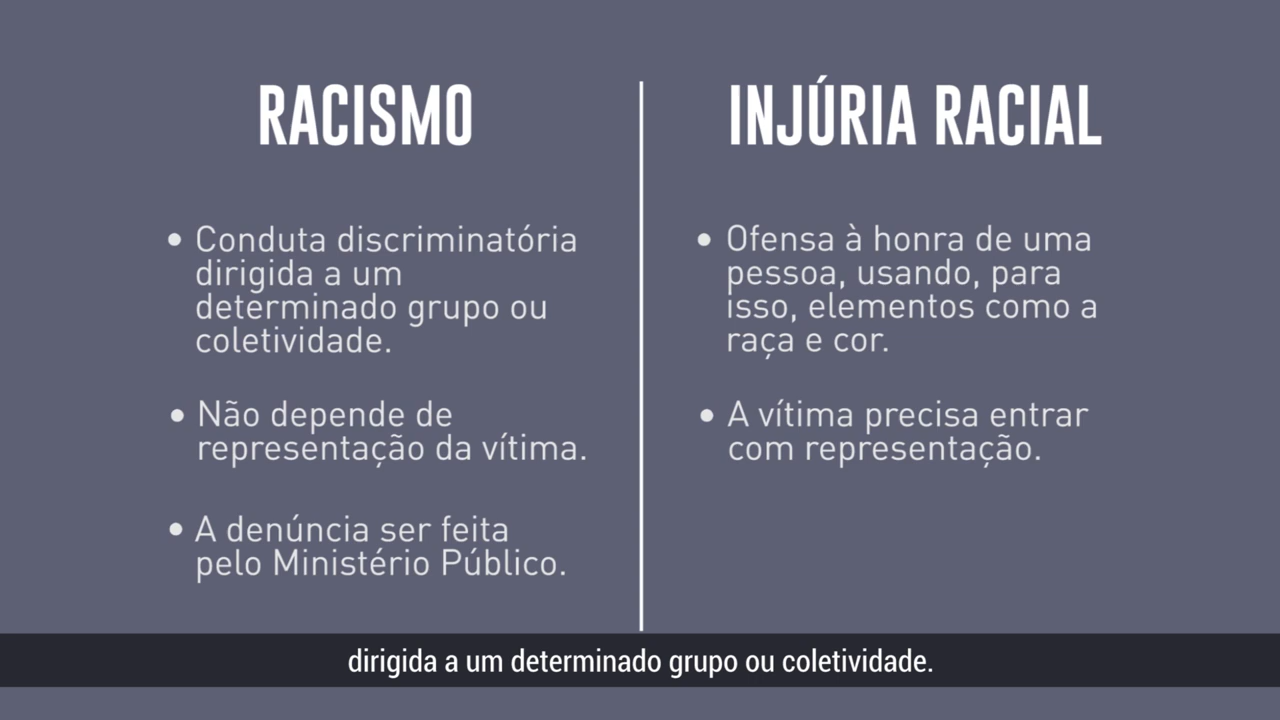 RACISMO
• Conduta discriminatória
dirigida a um
determinado grupo ou
coletividade.
• Não depende de
representação da vítima.
• A denúncia ser feita
pelo Ministério Público.
INJÚRIA RACIAL
• Ofensa à honra de uma
pessoa, usando, para
isso, elementos como a
raça e cor.
• A vítima precisa entrar
com representação.
dirigida a um determinado grupo ou coletividade.